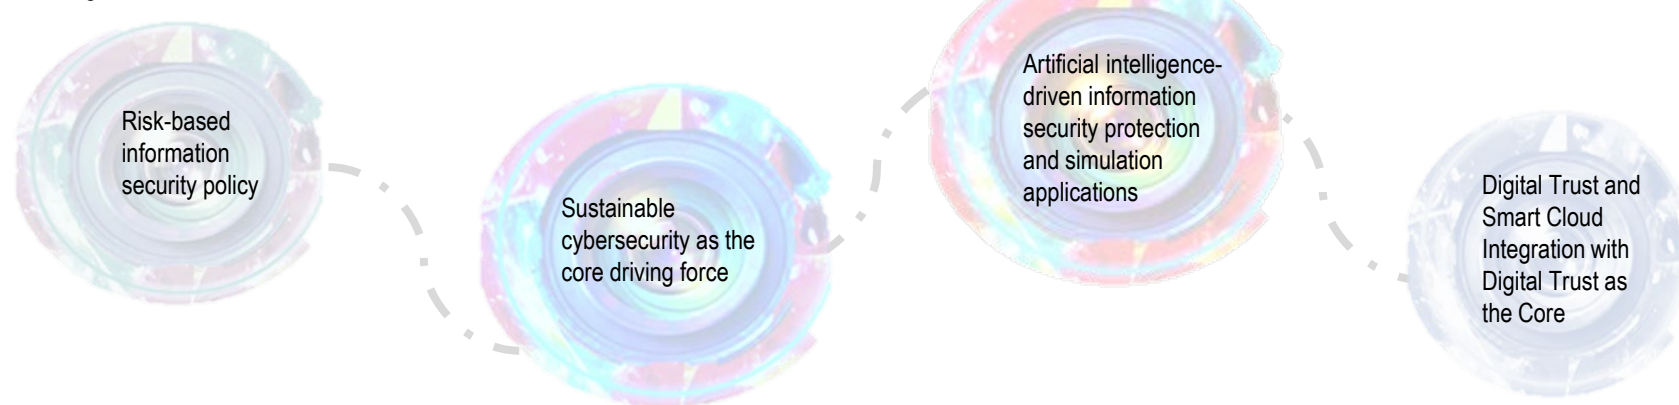 Risk-based
information
security policy
Sustainable
cybersecurity as the
core driving force
Artificial intelligence-
driven information
security protection
and simulation
applications
Digital Trust and
Smart Cloud
Integration with
Digital Trust as
the Core